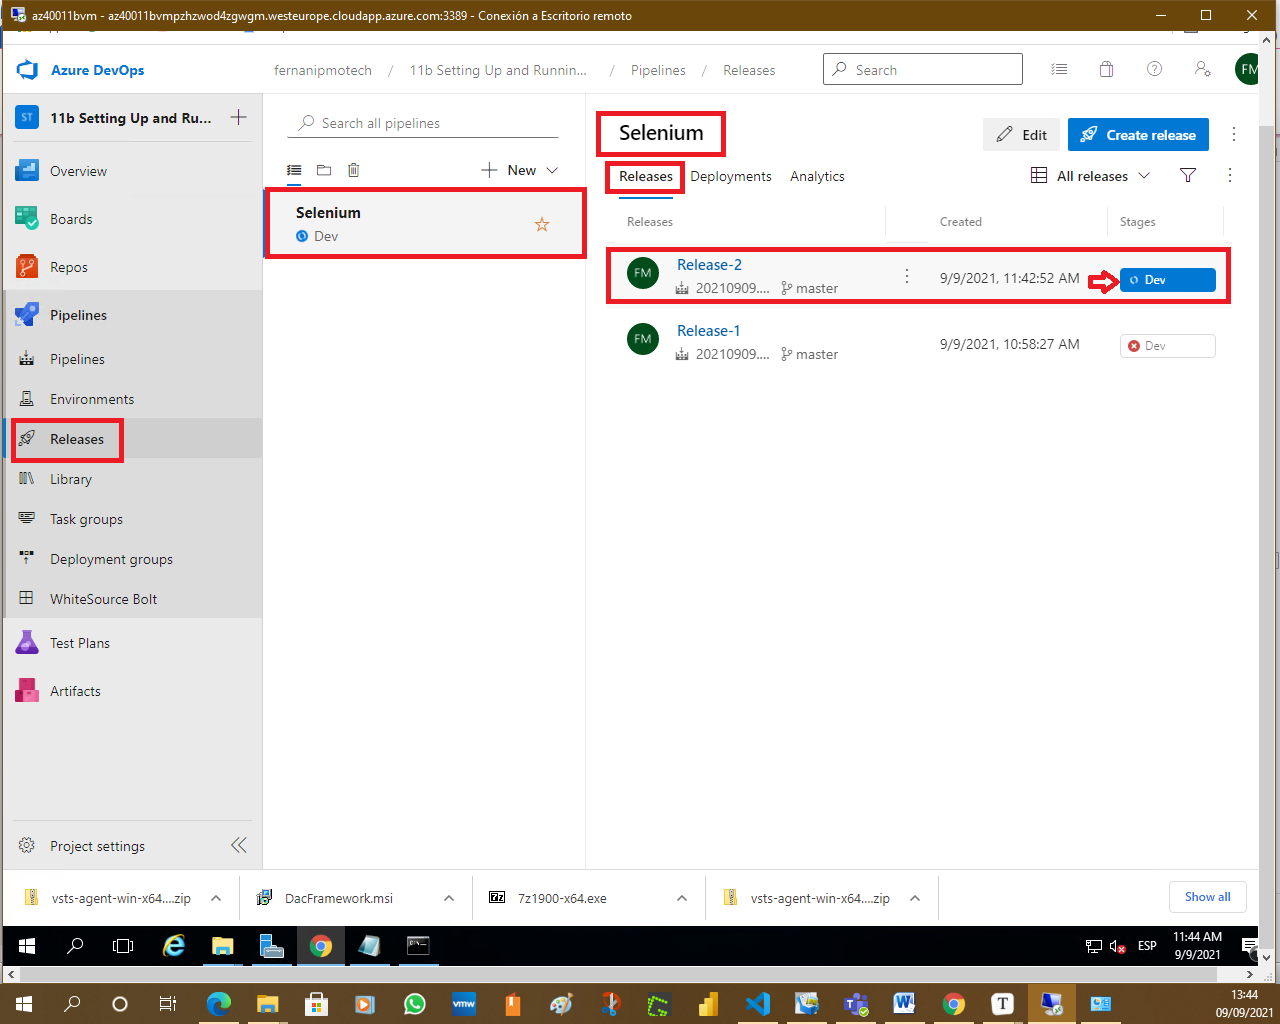 az40011bvm - az40011bvmpzhzwod4zgwgm.westeurope.cloudapp.azure.com:3389 - Conexión a Escritorio remoto
Azure DevOps
fernanipmotech / 11b Setting Up and Runnin... / Pipelines / Releases
Search
FM
ST
11b Setting Up and Ru...
Overview
Boards
Repos
Pipelines
Pipelines
Environments
Releases
Library
Task groups
Deployment groups
WhiteSource Bolt
Test Plans
Artifacts
Project settings
Search all pipelines
New
Selenium
Dev
Selenium
Edit
Create release
Releases
Deployments
Analytics
All releases
Releases
Created
Stages
FM
Release-2
20210909....
master
9/9/2021, 11:42:52 AM
Dev
FM
Release-1
20210909....
master
9/9/2021, 10:58:27 AM
Dev
vsts-agent-win-x64....zip
DacFramework.msi
7z
7z1900-x64.exe
vsts-agent-win-x64....zip
Show all
ESP
11:44 AM
9/9/2021
vmw
13:44
09/09/2021